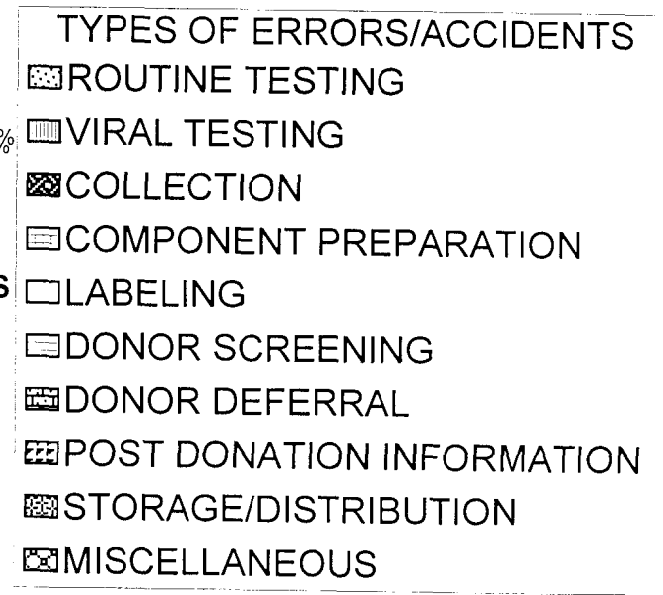 TYPES OF ERRORS/ACCIDENTS
ROUTINE TESTING
% VIRAL TESTING
COLLECTION
COMPONENT PREPARATION
S LABELING
DONOR SCREENING
DONOR DEFERRAL
POST DONATION INFORMATION
STORAGE/DISTRIBUTION
MISCELLANEOUS